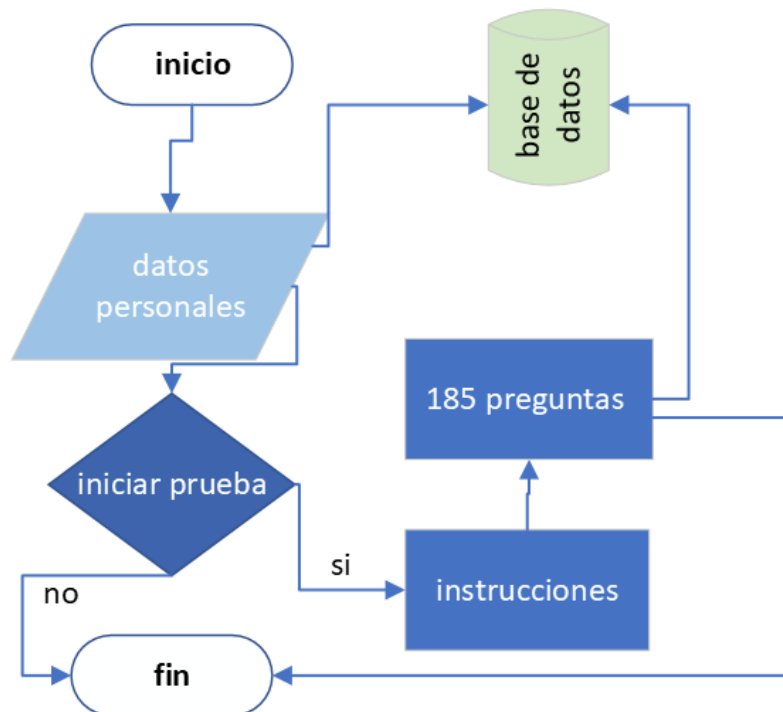 inicio
base de
datos
datos
personales
185 preguntas
iniciar prueba
si
instrucciones
no
fin